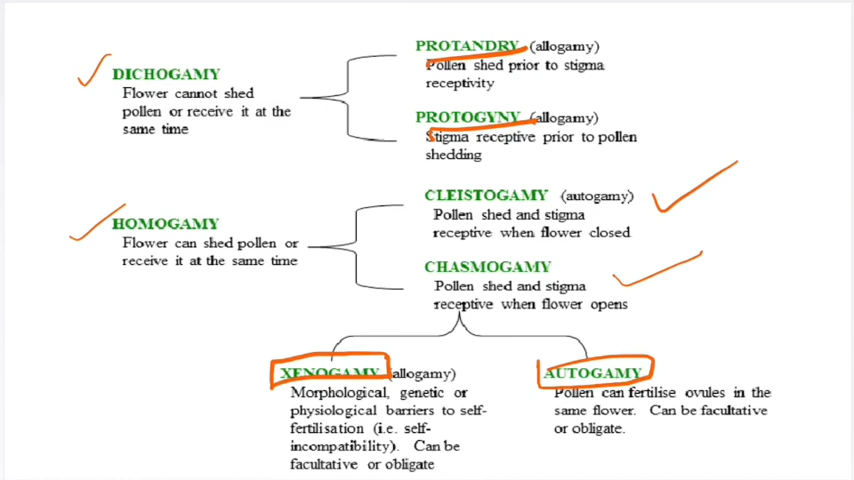 DICHOGAMY
Flower cannot shed
pollen or receive it at the
same time
PROTANDRY (allogamy)
Pollen shed prior to stigma
receptivity
PROTOGYNY (allogamy)
Stigma receptive prior to pollen
shedding
HOMOGAMY
Flower can shed pollen or
receive it at the same time
CLEISTOGAMY (autogamy)
Pollen shed and stigma
receptive when flower closed
CHASMOGAMY
Pollen shed and stigma
receptive when flower opens
XENOGAMY (allogamy)
Morphological, genetic or
physiological barriers to self-
fertilisation (i.e. self-
incompatibility). Can be
facultative or obligate
AUTOGAMY
Pollen can fertilise ovules in the
same flower. Can be facultative
or obligate.